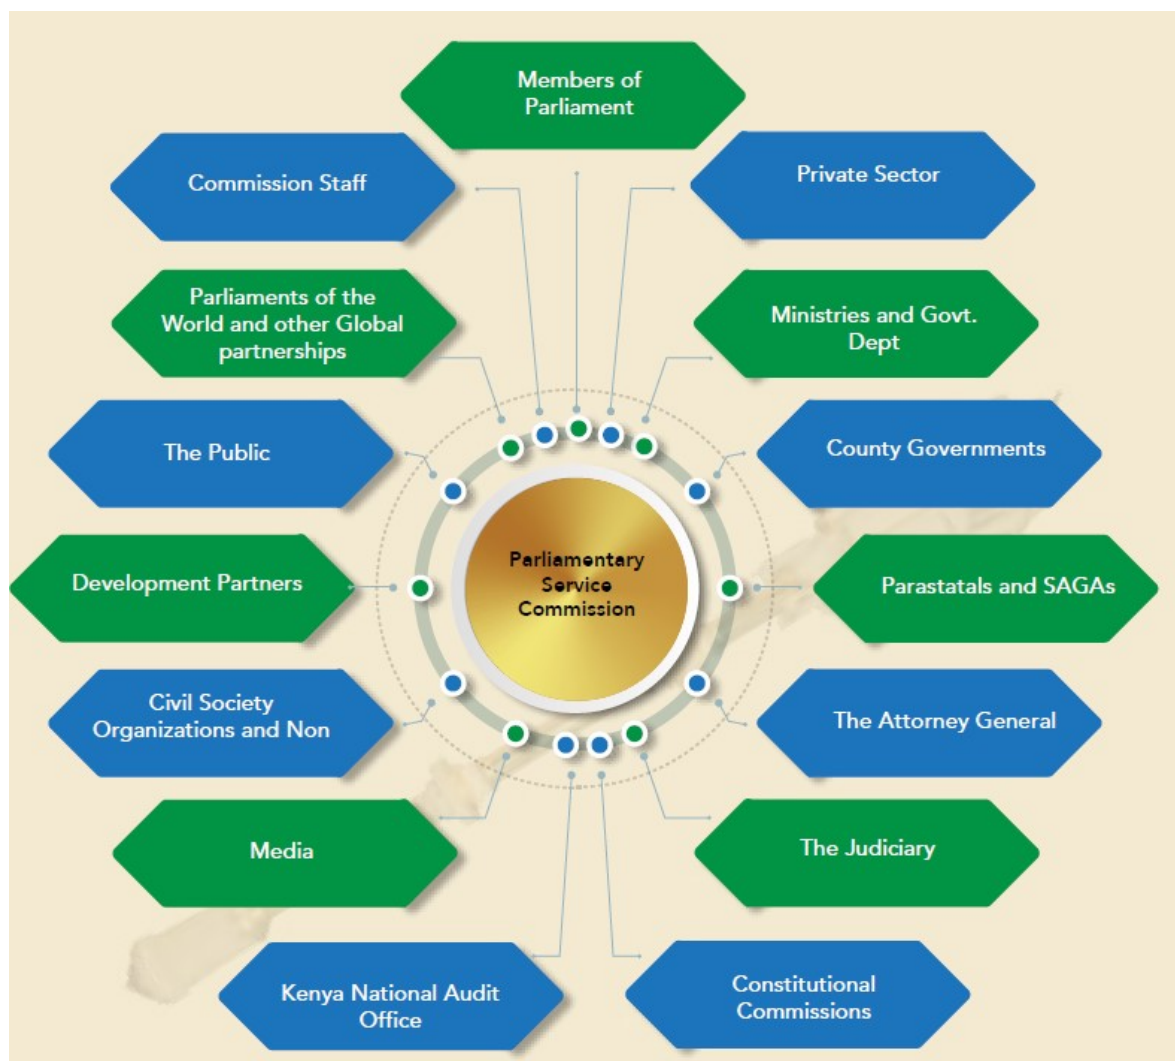 Members of
Parliament
Commission Staff
Private Sector
Parliaments of the
World and other Global
partnerships
Ministries and Govt.
Dept
The Public
County Governments
Parliamentary
Service
Commission
Development Partners
Parastatals and SAGAs
Civil Society
Organizations and Non
The Attorney General
Media
The Judiciary
Kenya National Audit
Office
Constitutional
Commissions